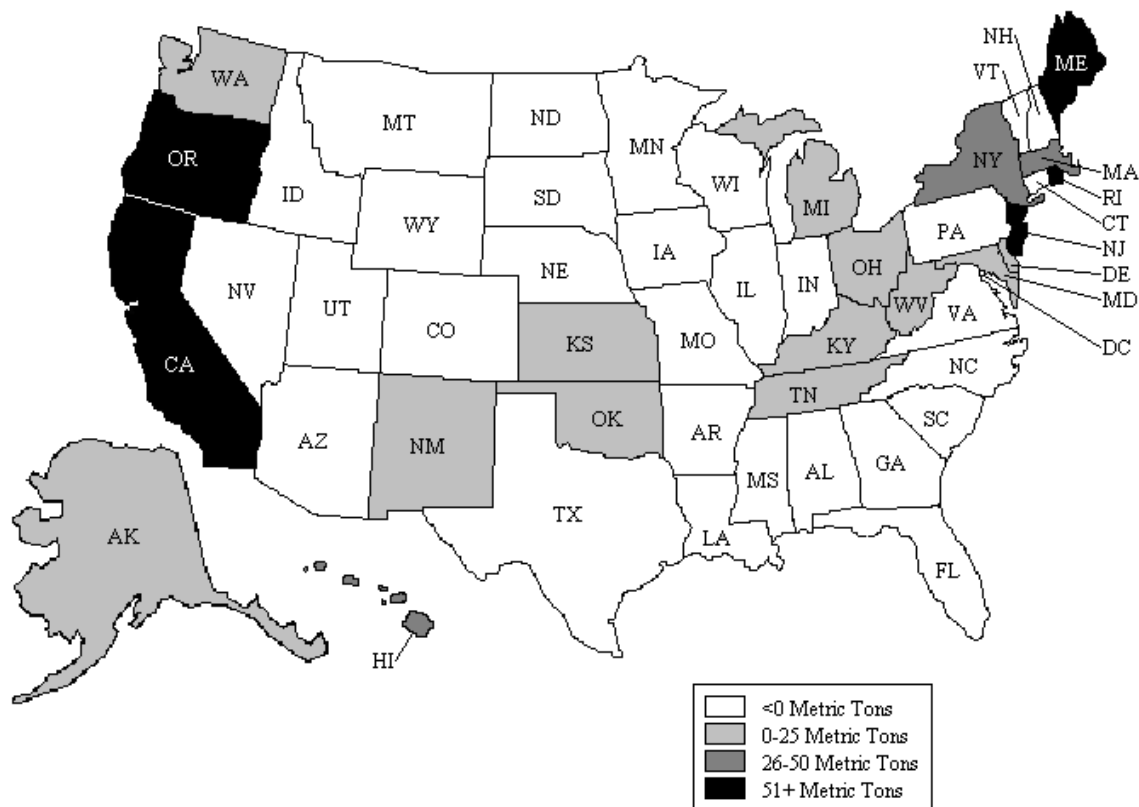 NH
VT
ME
WA
MT
ND
MN
OR
NY
MA
ID
SD
WI
MI
RI
CT
WY
PA
NJ
IA
NE
OH
DE
IL
IN
MD
NV
UT
WV
VA
CO
KS
MO
KY
DC
CA
NC
TN
OK
AR
SC
AZ
NM
GA
MS
AL
TX
AK
LA
FL
HI
<0 Metric Tons
0-25 Metric Tons
26-50 Metric Tons
51+ Metric Tons